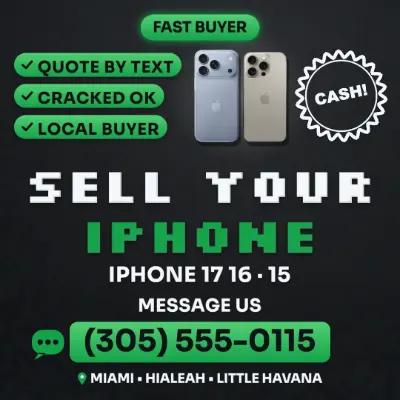 FAST BUYER
✓ QUOTE BY TEXT
✓ CRACKED OK
✓ LOCAL BUYER
CASH!
SELL YOUR
IPHONE
IPHONE 17 16 · 15
MESSAGE US
(305) 555-0115
MIAMI • HIALEAH • LITTLE HAVANA